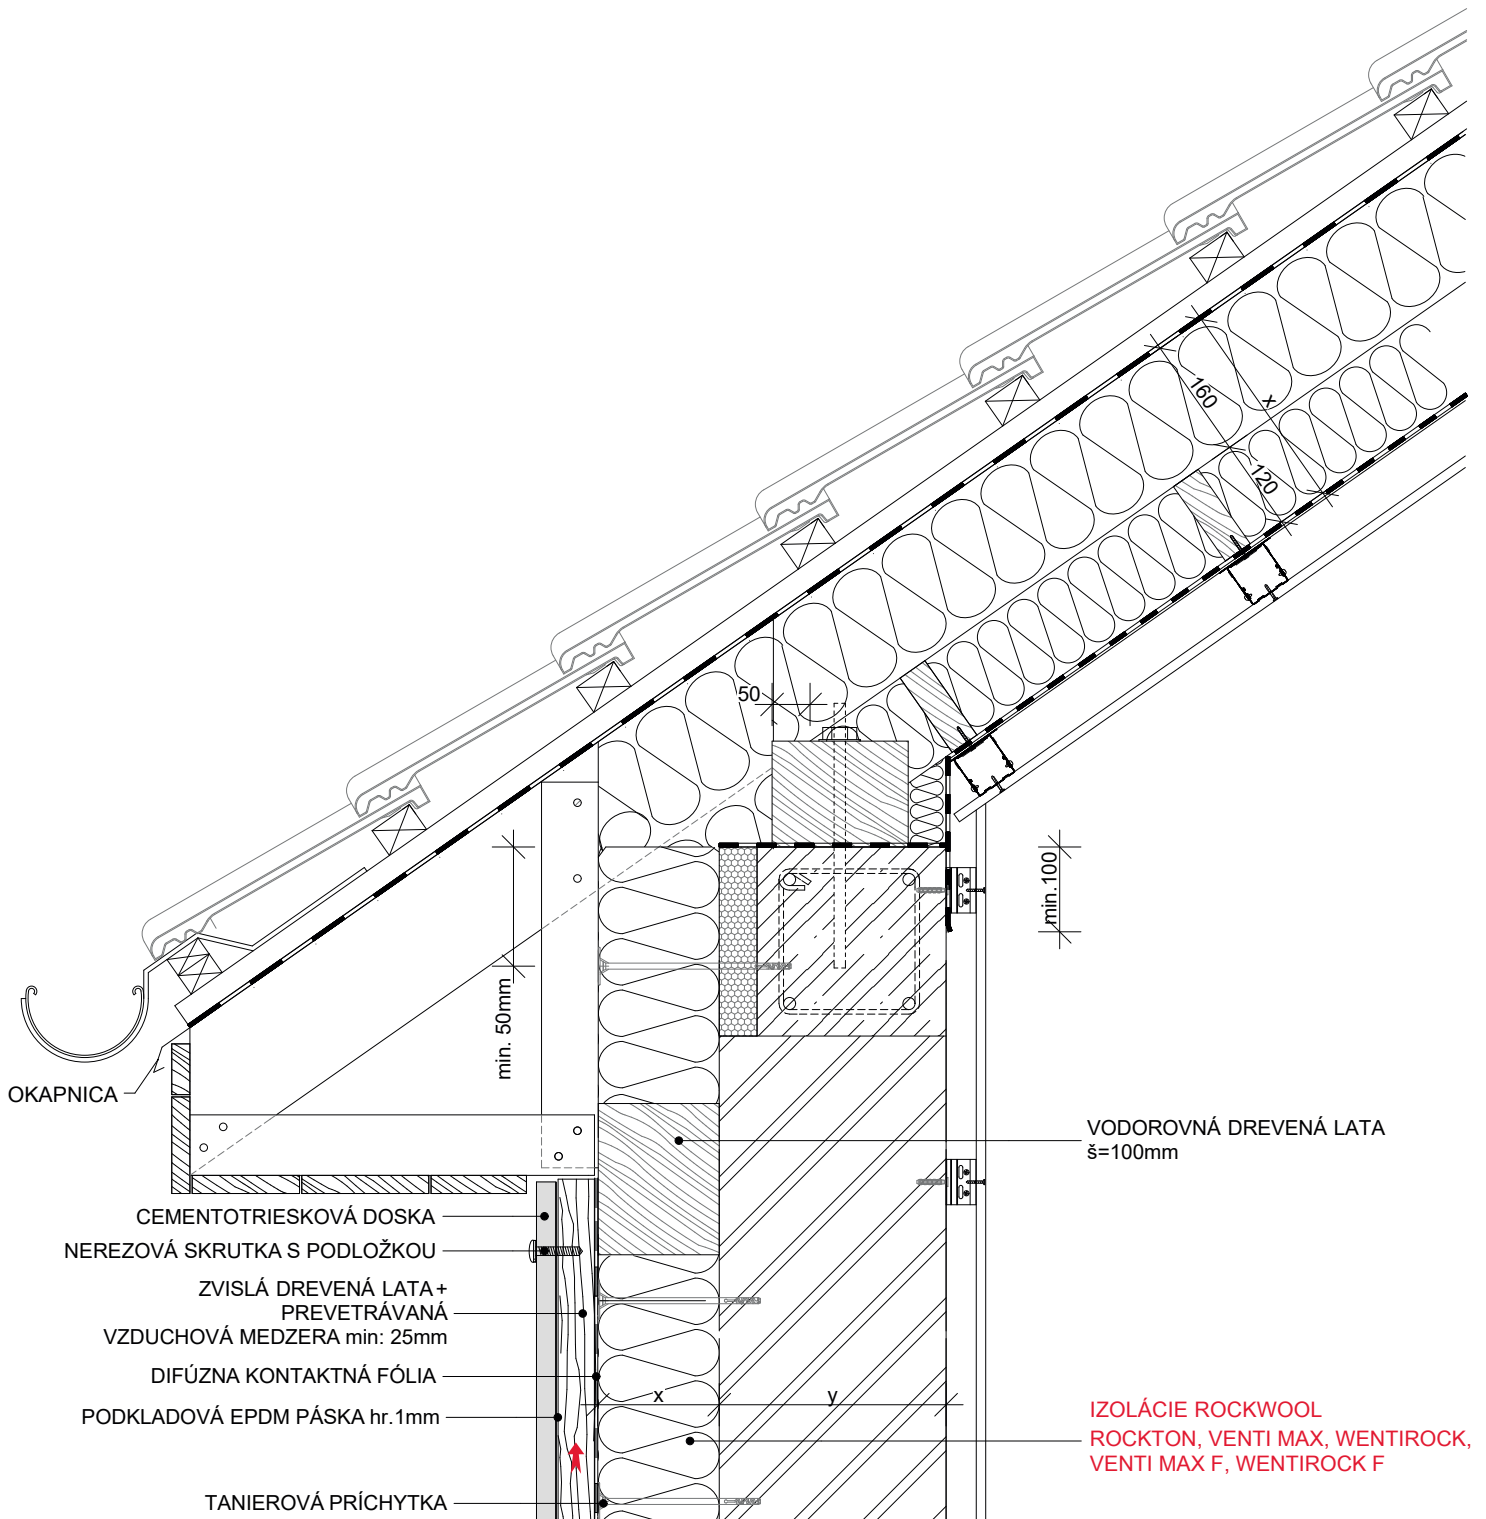 160
x
120
50
min.100
min. 50mm
OKAPNICA
VODOROVNÁ DREVENÁ LATA
š=100mm
CEMENTOTRIESKOVÁ DOSKA
NEREZOVÁ SKRUTKA S PODLOŽKOU
ZVISLÁ DREVENÁ LATA+
PREVETRÁVANÁ
VZDUCHOVÁ MEDZERA min: 25mm
DIFÚZNA KONTAKTNÁ FÓLIA
x
y
PODKLADOVÁ EPDM PÁSKA hr.1mm
IZOLÁCIE ROCKWOOL
ROCKTON, VENTI MAX, WENTIROCK,
VENTI MAX F, WENTIROCK F
TANIEROVÁ PRÍCHYTKA